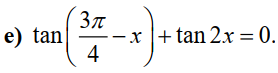 e) tan(3π/4 − x) + tan 2x = 0.